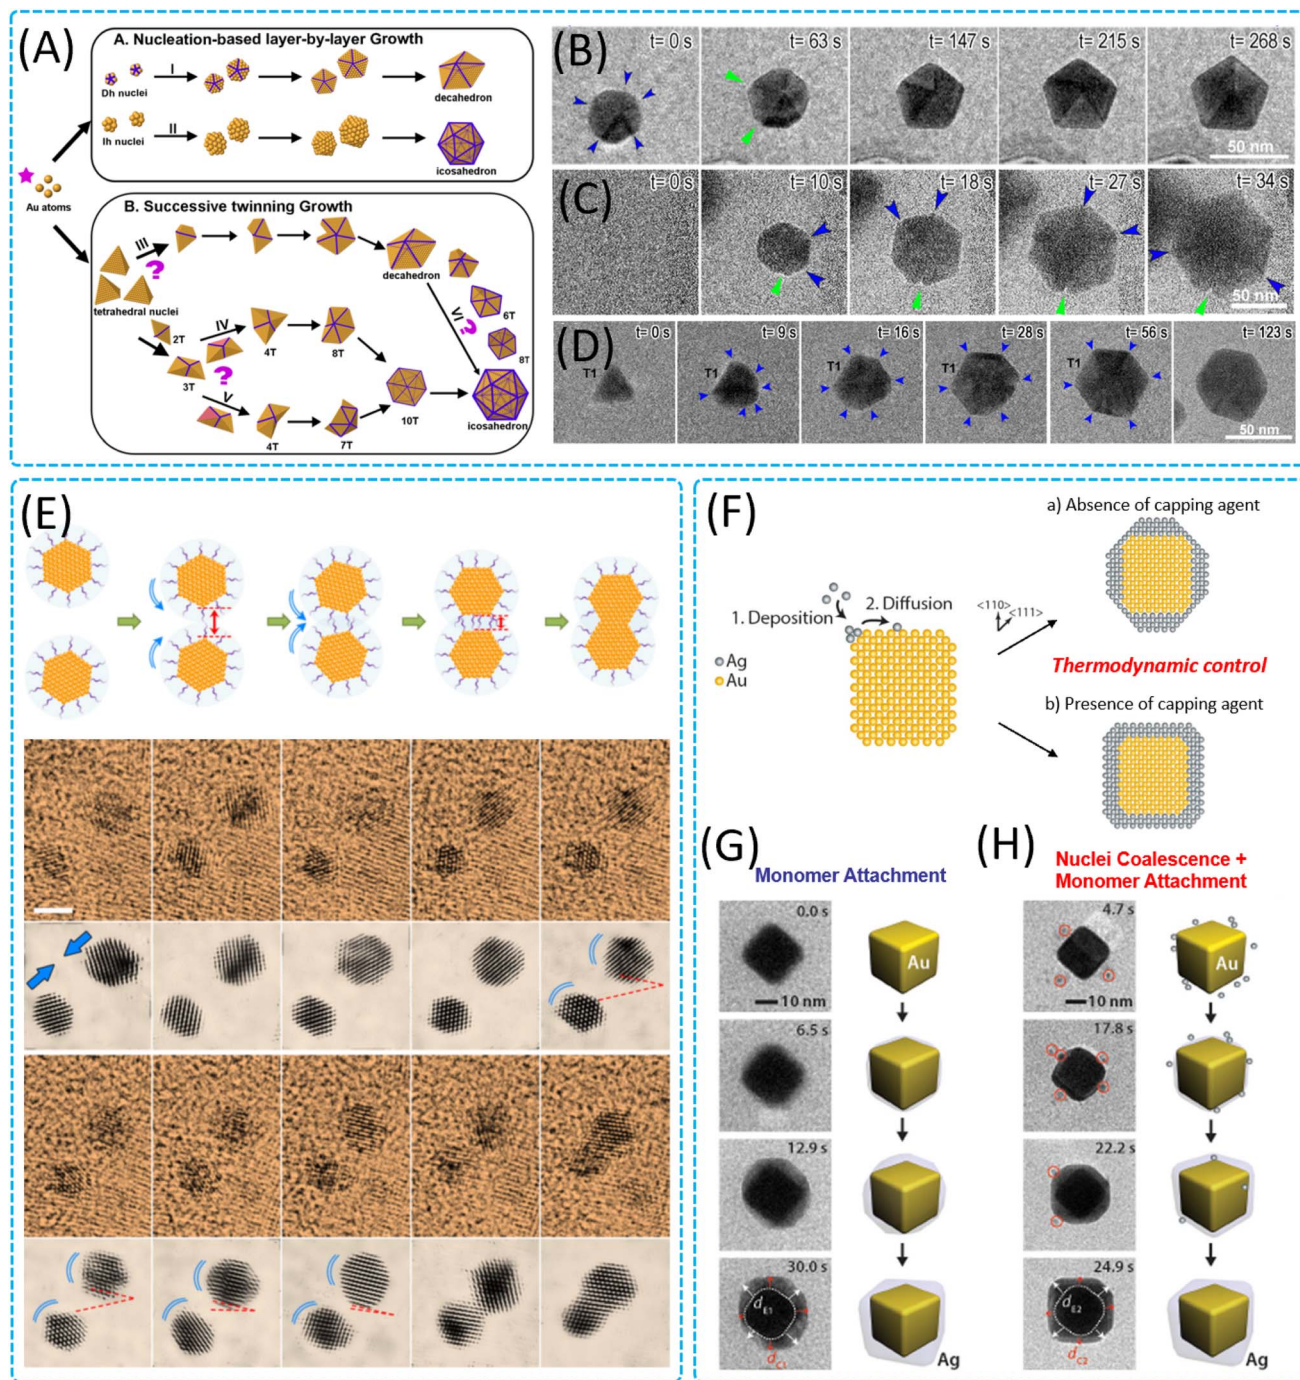 (A)
A. Nucleation-based layer-by-layer Growth
I
Dh nuclei
decahedron
II
Ih nuclei
icosahedron
Au atoms
B. Successive twinning Growth
III
?
decahedron
tetrahedral nuclei
2T
IV
VI
?
6T
3T
4T
8T
8T
?
V
10T
icosahedron
4T
7T
(B)
t= 0 s
t= 63 s
t= 147 s
t= 215 s
t= 268 s
50 nm
(C)
t= 0 s
t= 10 s
t= 18 s
t= 27 s
t= 34 s
50 nm
(D)
t= 0 s
t= 9 s
t= 16 s
t= 28 s
t= 56 s
t= 123 s
T1
T1
T1
T1
T1
50 nm
(E)
(F)
a) Absence of capping agent
1. Deposition
2. Diffusion
<110>
<111>
Ag
Au
Thermodynamic control
b) Presence of capping agent
(G)
Monomer Attachment
0.0 s
Au
10 nm
6.5 s
12.9 s
30.0 s
dE1
dC1
Ag
(H)
Nuclei Coalescence +
Monomer Attachment
4.7 s
Au
10 nm
17.8 s
22.2 s
24.9 s
dE2
dC2
Ag